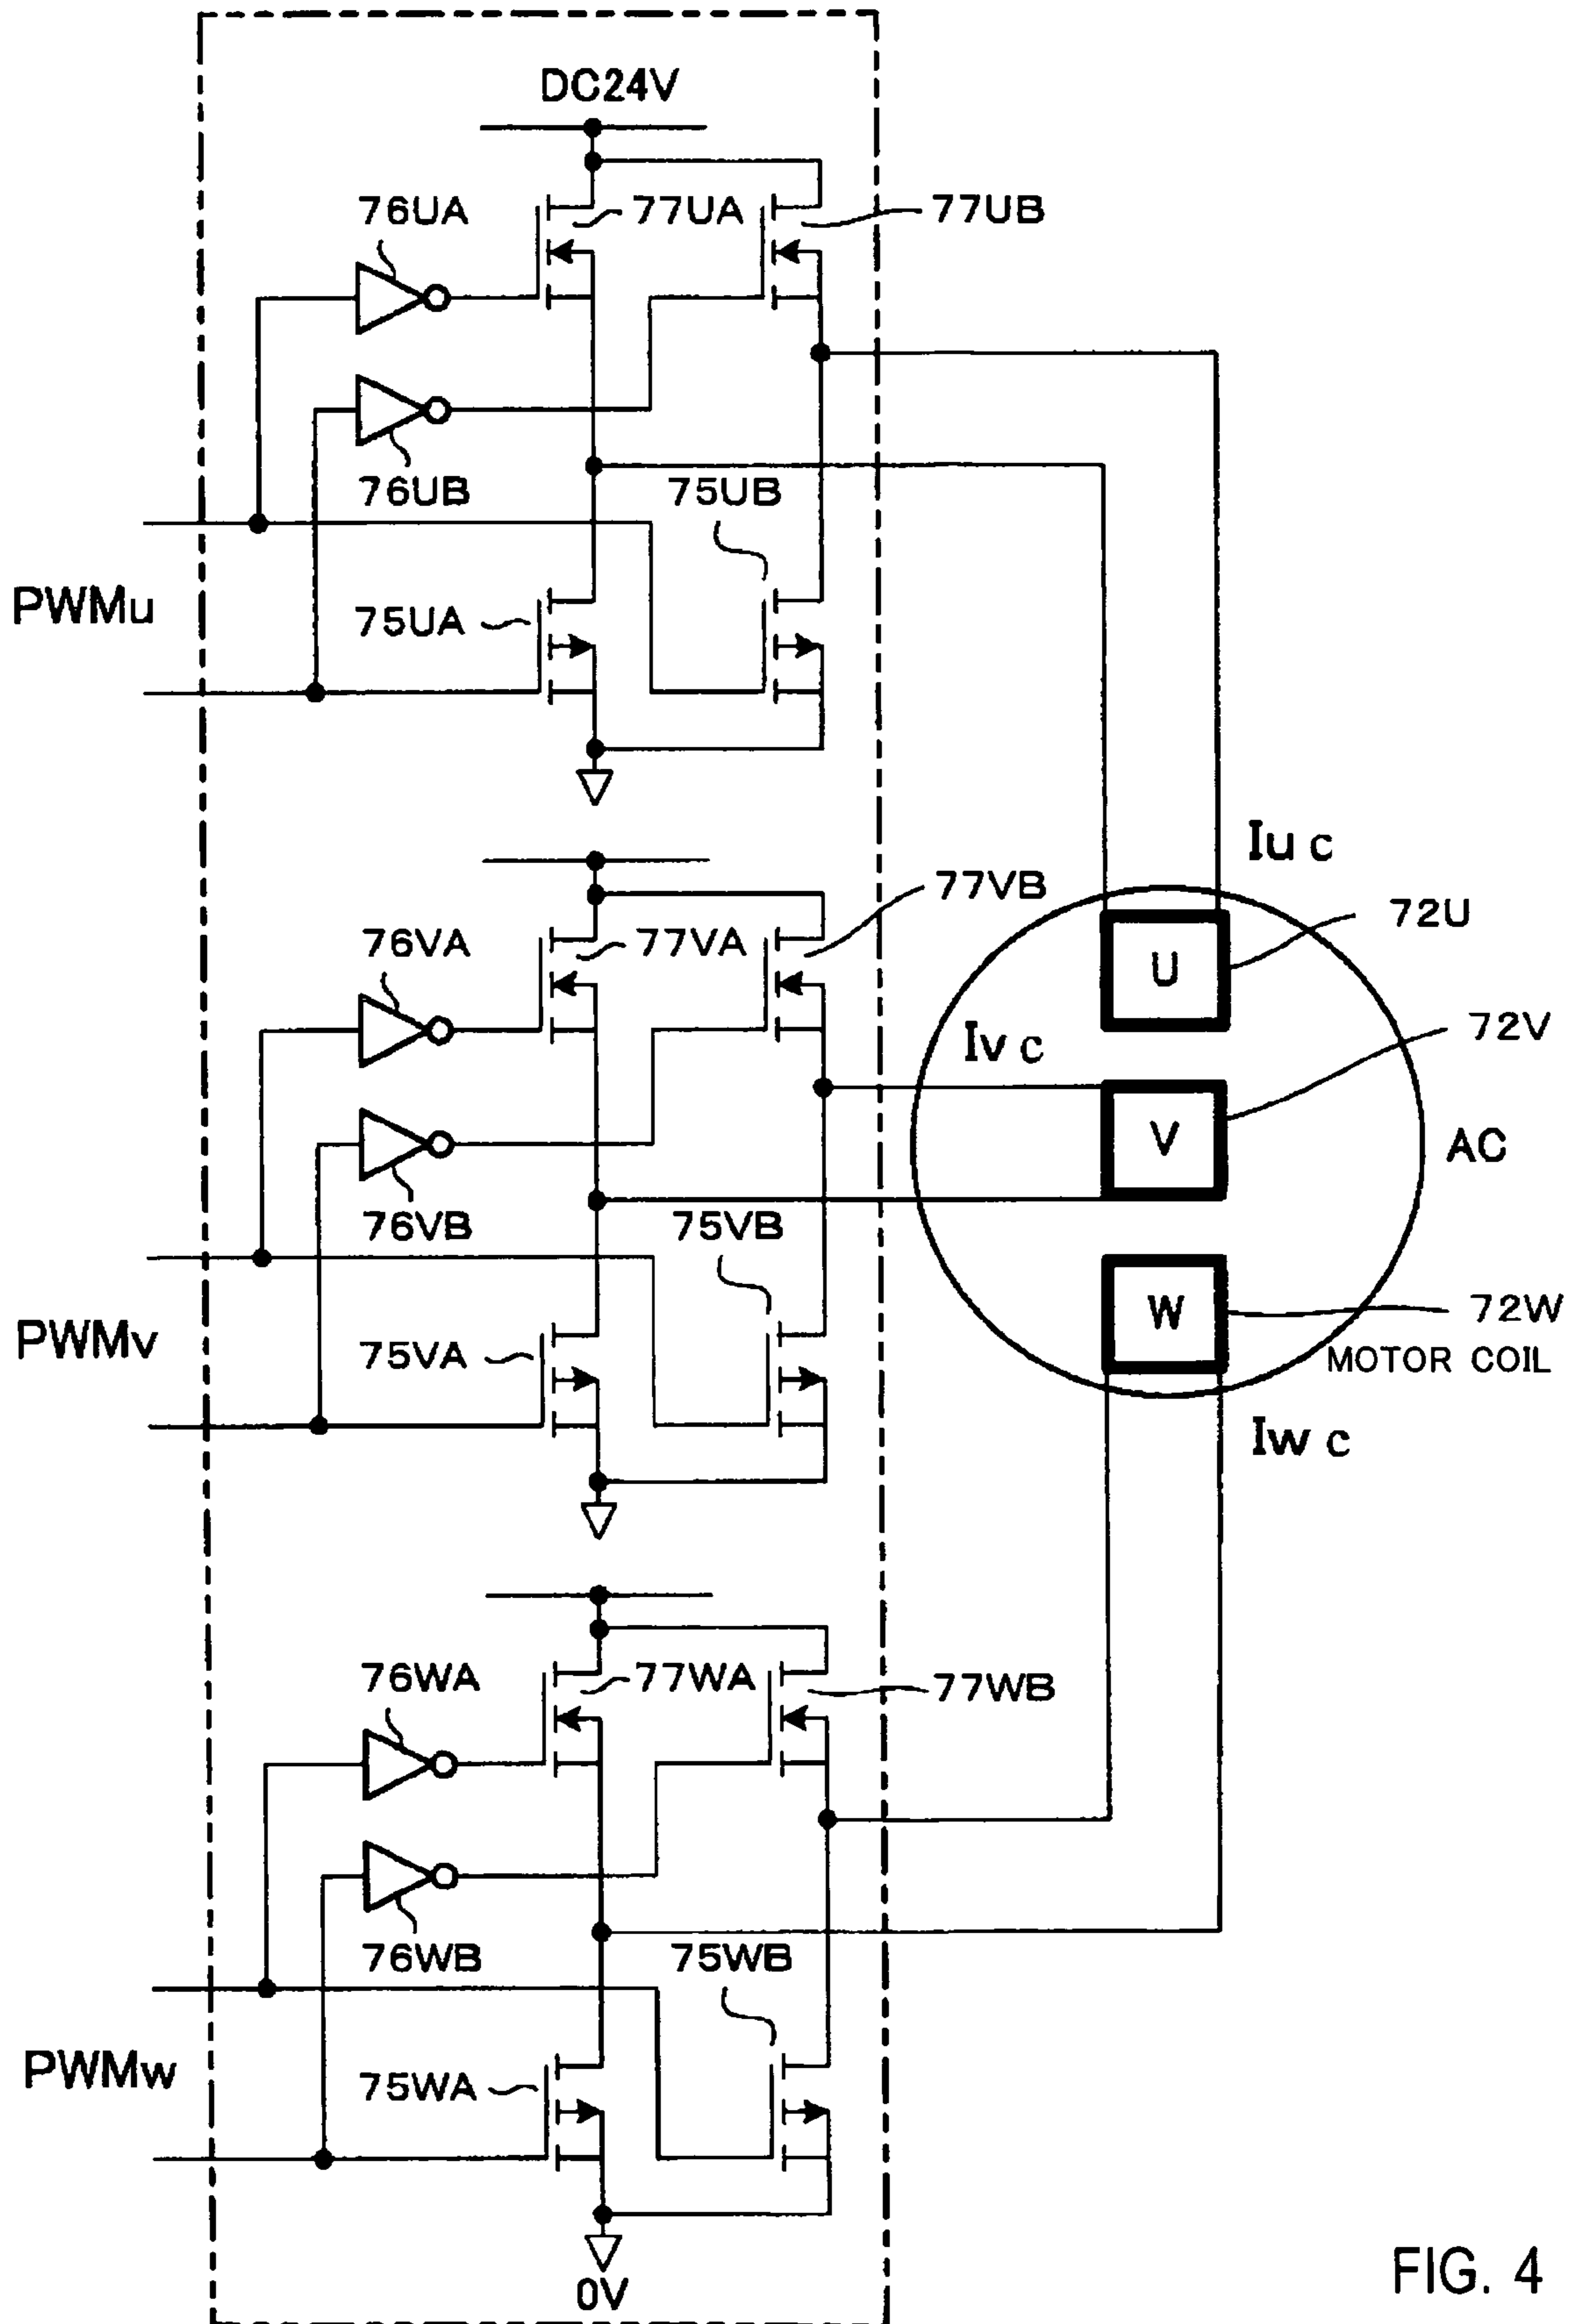 DC24V
76UA
77UA
77UB
76UB
75UB
PWMu
75UA
Iu c
77VB
72U
76VA
77VA
U
Iv c
72V
V
AC
76VB
75VB
72W
W
PWMv
75VA
MOTOR COIL
Iw c
76WA
77WA
77WB
76WB
75WB
PWMw
75WA
0V
FIG. 4